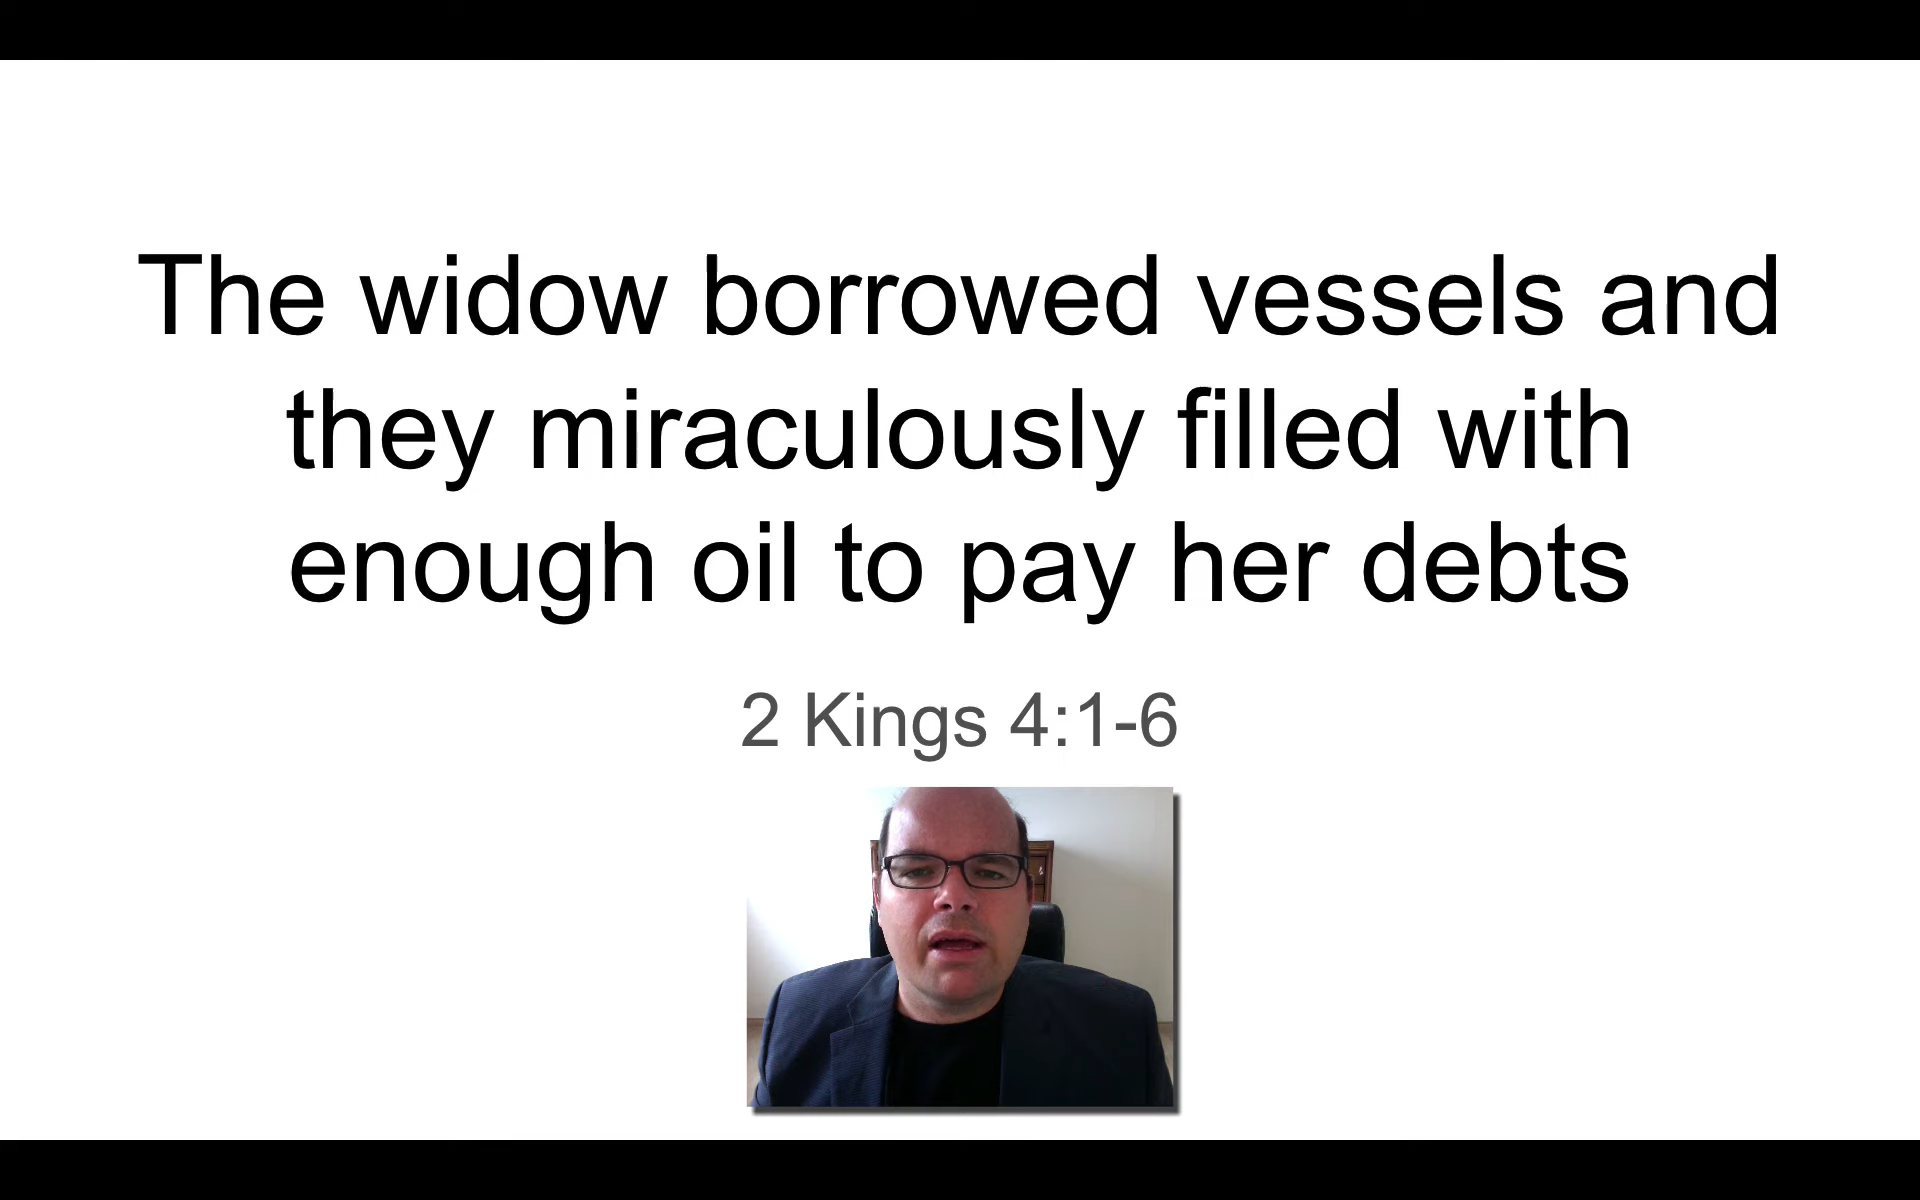 The widow borrowed vessels and
they miraculously filled with
enough oil to pay her debts
2 Kings 4:1-6